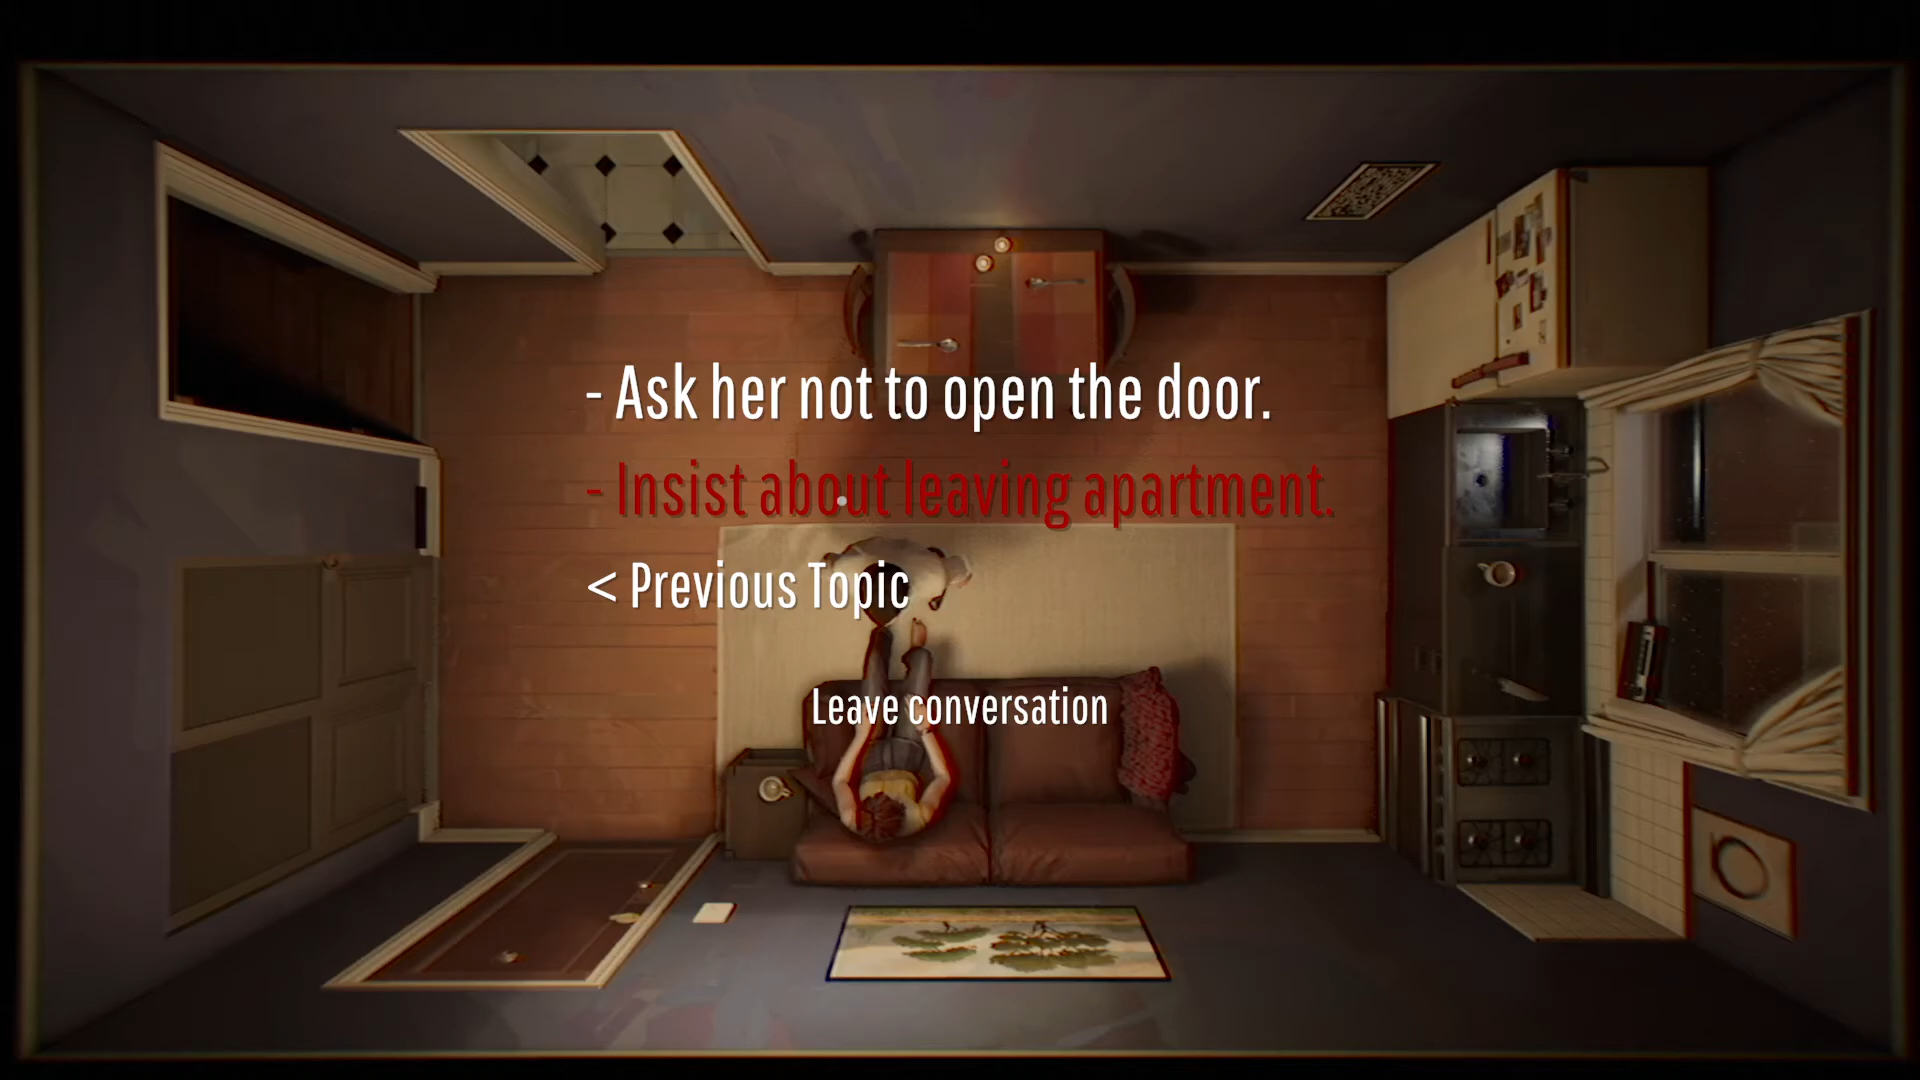 - Ask her not to open the door.
- Insist about leaving apartment.
< Previous Topic
Leave conversation